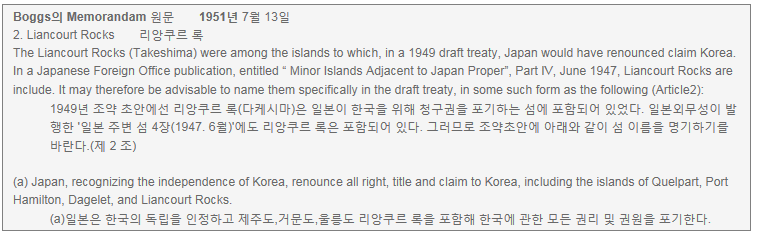 Boggs의 Memorandam 원문 1951년 7월 13일
2. Liancourt Rocks 리앙쿠르 록
The Liancourt Rocks (Takeshima) were among the islands to which, in a 1949 draft treaty, Japan would have renounced claim Korea.
In a Japanese Foreign Office publication, entitled “ Minor Islands Adjacent to Japan Proper”, Part IV, June 1947, Liancourt Rocks are
include. It may therefore be advisable to name them specifically in the draft treaty, in some such form as the following (Article2):
1949년 조약 초안에선 리앙쿠르 록(다케시마)은 일본이 한국을 위해 청구권을 포기하는 섬에 포함되어 있었다. 일본외무성이 발
행한 '일본 주변 섬 4장(1947. 6월)'에도 리앙쿠르 록은 포함되어 있다. 그러므로 조약초안에 아래와 같이 섬 이름을 명기하기를
바란다.(제 2 조)
(a) Japan, recognizing the independence of Korea, renounce all right, title and claim to Korea, including the islands of Quelpart, Port
Hamilton, Dagelet, and Liancourt Rocks.
(a)일본은 한국의 독립을 인정하고 제주도,거문도,울릉도 리앙쿠르 록을 포함해 한국에 관한 모든 권리 및 권원을 포기한다.